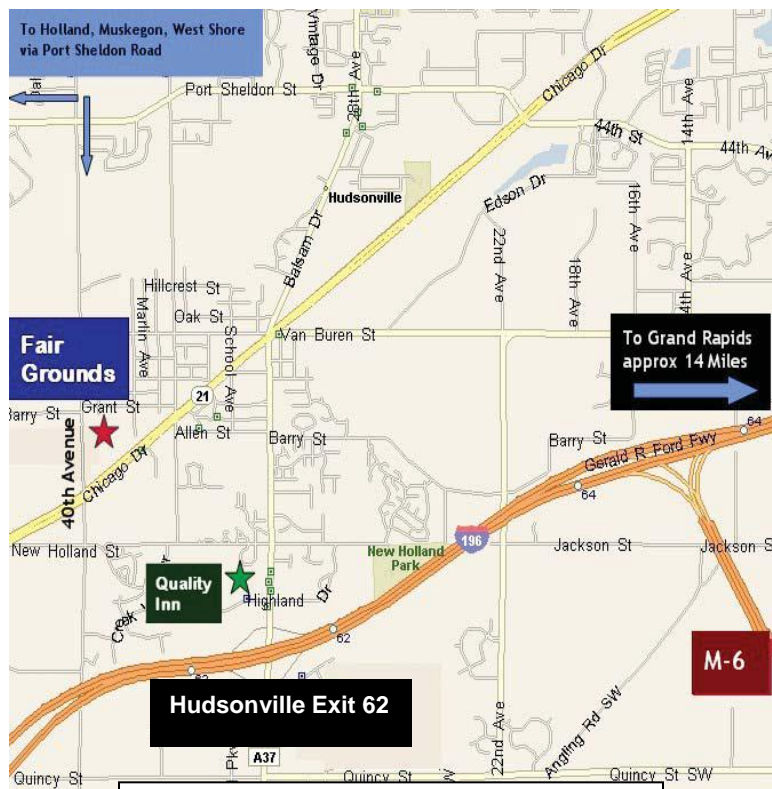 To Holland, Muskegon, West Shore
via Port Sheldon Road
Vintage Dr
28th Ave
Port Sheldon St
Chicago Dr
14th Ave
44th St
44th Av
Hudsonville
Edson Dr
16th Ave
Balsam Dr
22nd Ave
18th Ave
4th Ave
Hillcrest St
Marlin Ave
Oak St
School Ave
Van Buren St
To Grand Rapids
approx 14 Miles
Fair
Grounds
21
Barry St
Grant St
Allen St
Barry St
Barry St
64
40th Avenue
Chicago Dr
Gerald R Ford Fwy
64
New Holland St
196
New Holland
Park
Jackson St
Jackson S
Quality
Inn
Highland Dr
62
62
M-6
Hudsonville Exit 62
22nd Ave
Angling Rd SW
A37
Quincy St
Quincy St
Quincy St SW